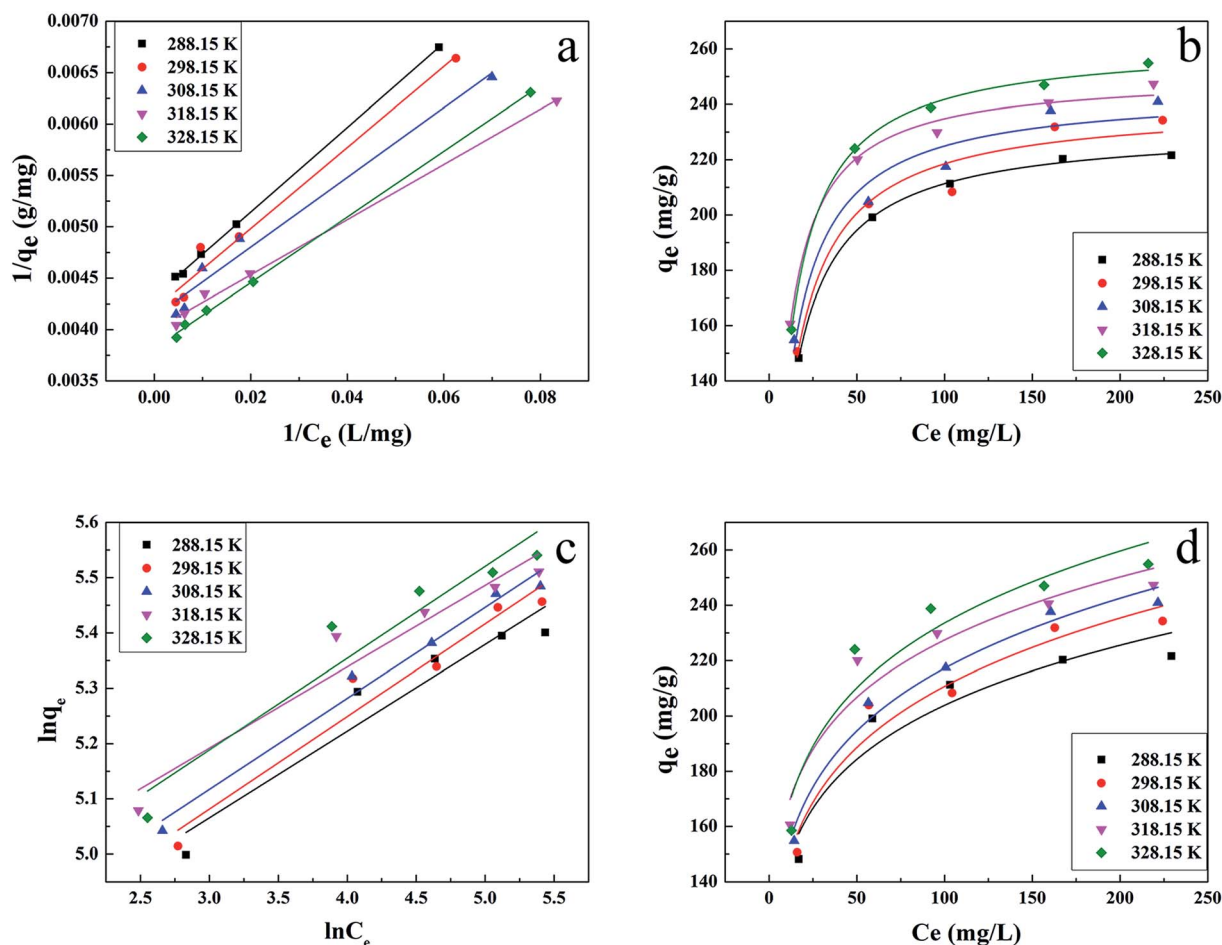 a
0.0070
0.0065
0.0060
0.0055
0.0050
0.0045
0.0040
0.0035
1/qe (g/mg)
288.15 K
298.15 K
308.15 K
318.15 K
328.15 K
0.00 0.02 0.04 0.06 0.08
1/Ce (L/mg)
b
260
240
220
200
180
160
140
qe (mg/g)
288.15 K
298.15 K
308.15 K
318.15 K
328.15 K
0 50 100 150 200 250
Ce (mg/L)
c
5.6
5.5
5.4
5.3
5.2
5.1
5.0
lnqe
288.15 K
298.15 K
308.15 K
318.15 K
328.15 K
2.5 3.0 3.5 4.0 4.5 5.0 5.5
lnCe
d
260
240
220
200
180
160
140
qe (mg/g)
288.15 K
298.15 K
308.15 K
318.15 K
328.15 K
0 50 100 150 200 250
Ce (mg/L)